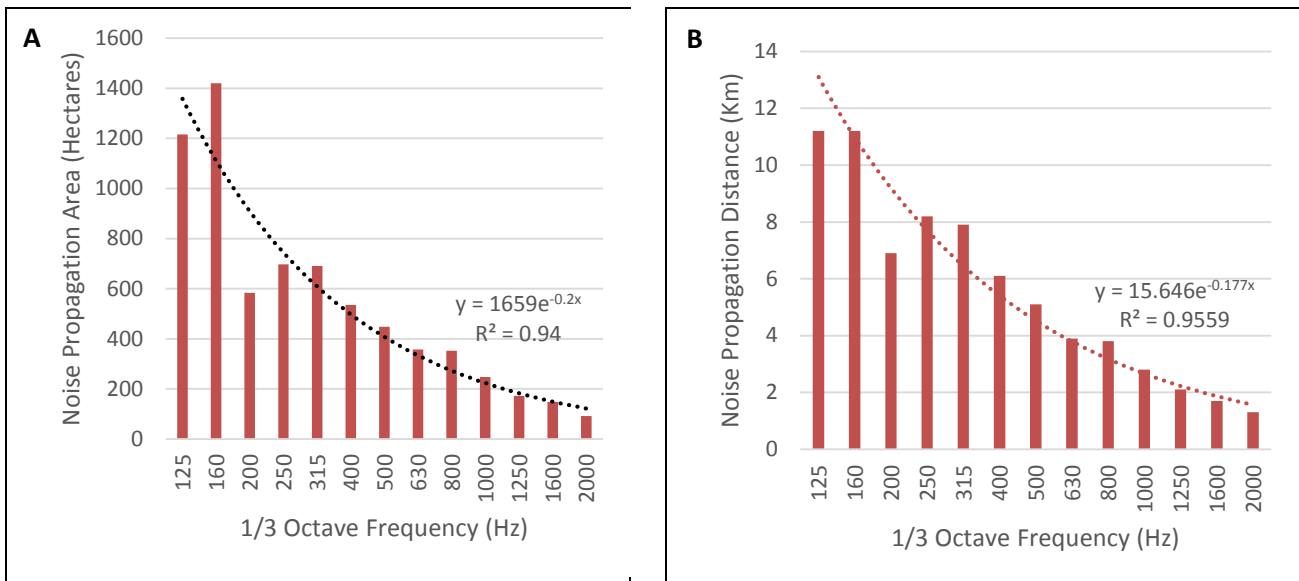 A
Noise Propagation Area (Hectares)
1600
1400
1200
1000
800
600
400
200
0
y = 1659e^-0.2x
R² = 0.94
125 160 200 250 315 400 500 630 800 1000 1250 1600 2000
1/3 Octave Frequency (Hz)
B
Noise Propagation Distance (Km)
14
12
10
8
6
4
2
0
y = 15.646e^-0.177x
R² = 0.9559
125 160 200 250 315 400 500 630 800 1000 1250 1600 2000
1/3 Octave Frequency (Hz)